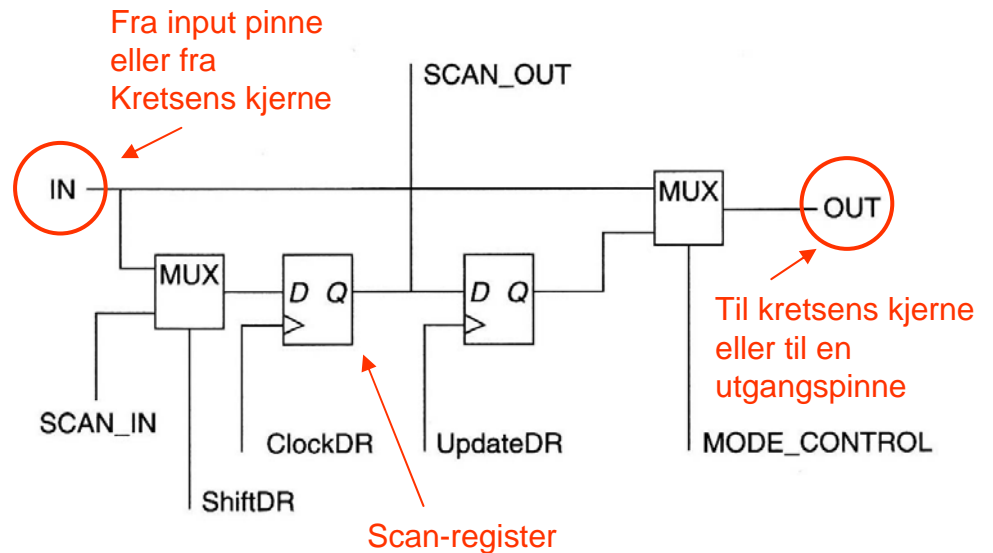 Fra input pinne
eller fra
Kretsens kjerne
SCAN_OUT
IN
MUX
OUT
MUX
D Q
D Q
Til kretsens kjerne
eller til en
utgangspinne
SCAN_IN
ClockDR
UpdateDR
MODE_CONTROL
ShiftDR
Scan-register